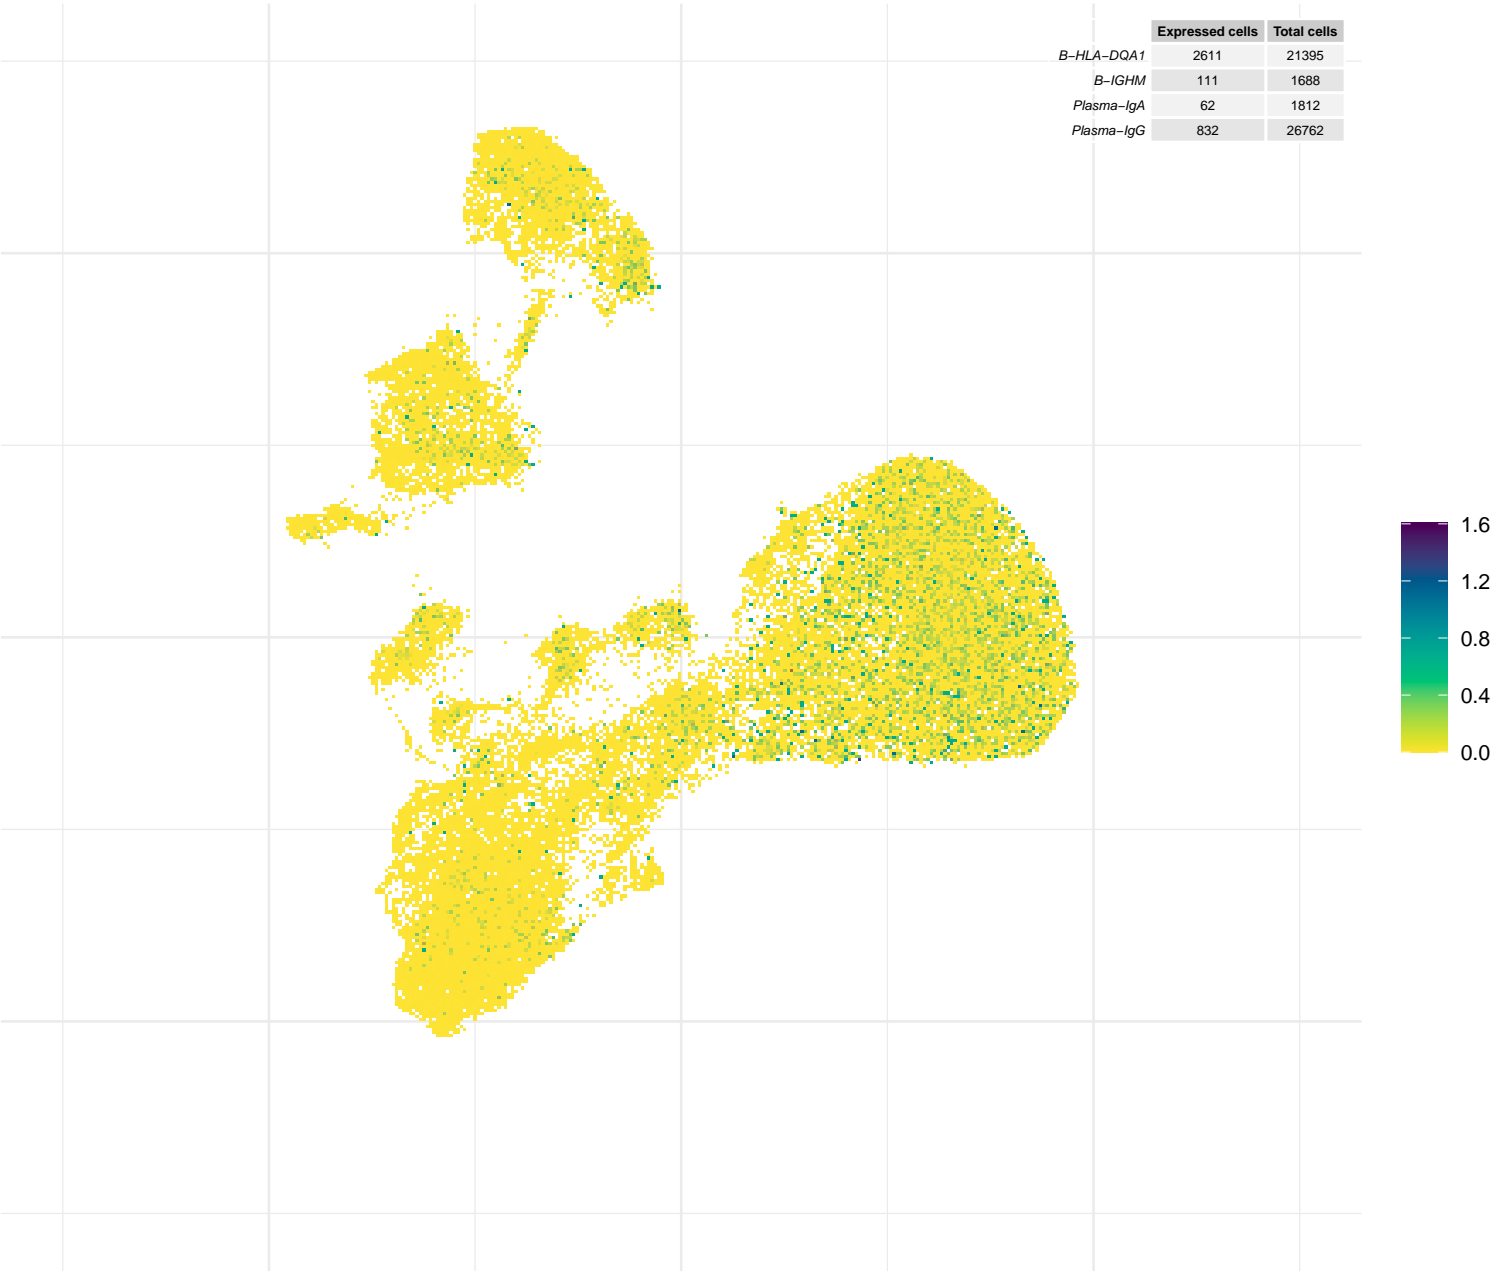 Expressed cells Total cells
B−HLA−DQA1 2611 21395
B−IGHM 111 1688
Plasma−IgA 62 1812
Plasma−IgG 832 26762
1.6
1.2
0.8
0.4
0.0